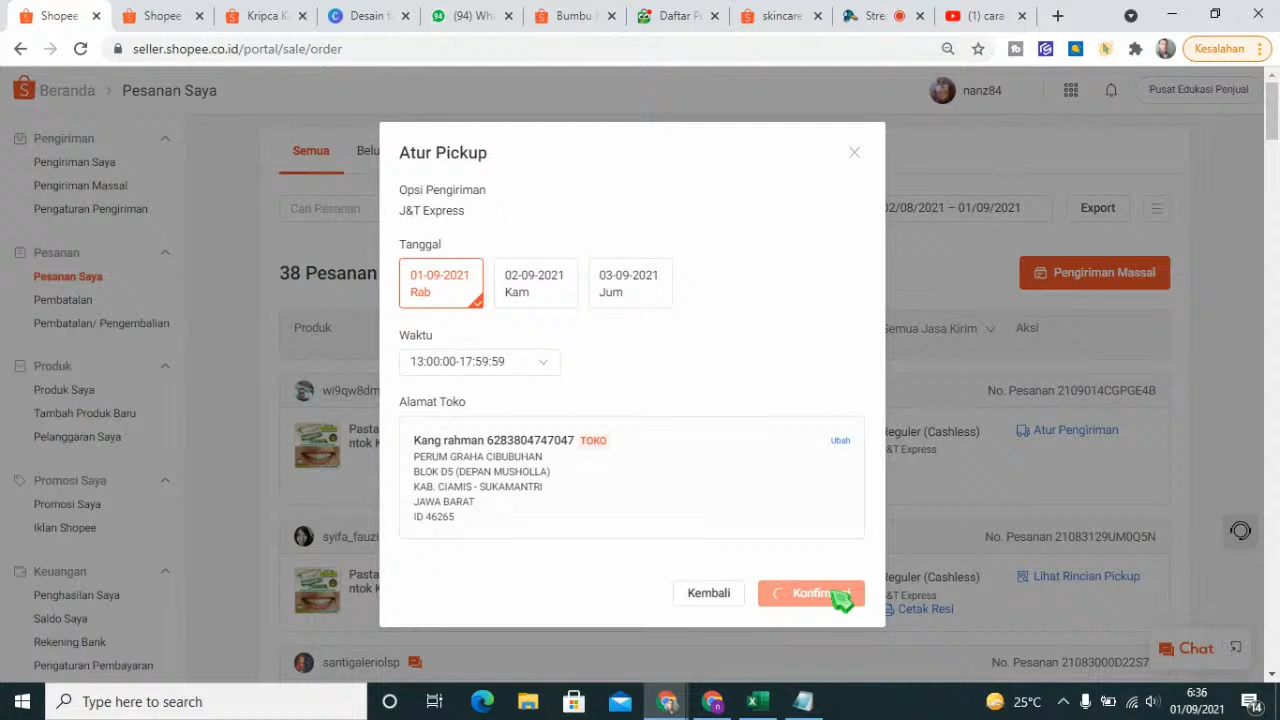 Shopee
Shopee
Kripca K
Desain f
(94) Wh
Bumbu
Daftar P
skincare
Stre
(1) cara
seller.shopee.co.id/portal/sale/order
Kesalahan
Beranda > Pesanan Saya
nanz84
Pusat Edukasi Penjual
Pengiriman
Pengiriman Saya
Pengiriman Massal
Pengaturan Pengiriman
Pesanan
Pesanan Saya
Pembatalan
Pembatalan/ Pengembalian
Produk
Produk Saya
Tambah Produk Baru
Pelanggaran Saya
Promosi Saya
Promosi Saya
Iklan Shopee
Keuangan
Penghasilan Saya
Saldo Saya
Rekening Bank
Pengaturan Pembayaran
Semua
Belu
Cari Pesanan
02/08/2021 – 01/09/2021
Export
38 Pesanan
Pengiriman Massal
Produk
Semua Jasa Kirim
Aksi
wi9qw8dm
No. Pesanan 2109014CGPGE4B
Pasta
ntok K
Reguler (Cashless)
J&T Express
Atur Pengiriman
syifa_fauzi
No. Pesanan 21083129UM0Q5N
Pasta
ntok K
Reguler (Cashless)
J&T Express
Lihat Rincian Pickup
Cetak Resi
santigaleriolsp
No. Pesanan 21083000D22S7
Atur Pickup
Opsi Pengiriman
J&T Express
Tanggal
01-09-2021
Rab
02-09-2021
Kam
03-09-2021
Jum
Waktu
13:00:00-17:59:59
Alamat Toko
Kang rahman 6283804747047 TOKO
Ubah
PERUM GRAHA CIBUBUHAN
BLOK D5 (DEPAN MUSHOLLA)
KAB. CIAMIS - SUKAMANTRI
JAWA BARAT
ID 46265
Kembali
Chat
Type here to search
25°C
6:36
01/09/2021
14